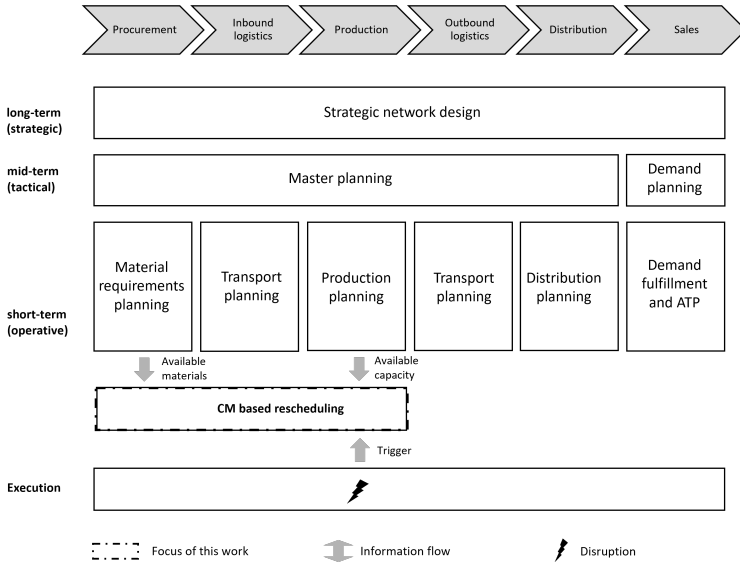 Procurement
Inbound
logistics
Production
Outbound
logistics
Distribution
Sales
long-term
(strategic)
Strategic network design
mid-term
(tactical)
Master planning
Demand
planning
short-term
(operative)
Material
requirements
planning
Transport
planning
Production
planning
Transport
planning
Distribution
planning
Demand
fulfillment
and ATP
Available
materials
Available
capacity
CM based rescheduling
Trigger
Execution
Focus of this work
Information flow
Disruption